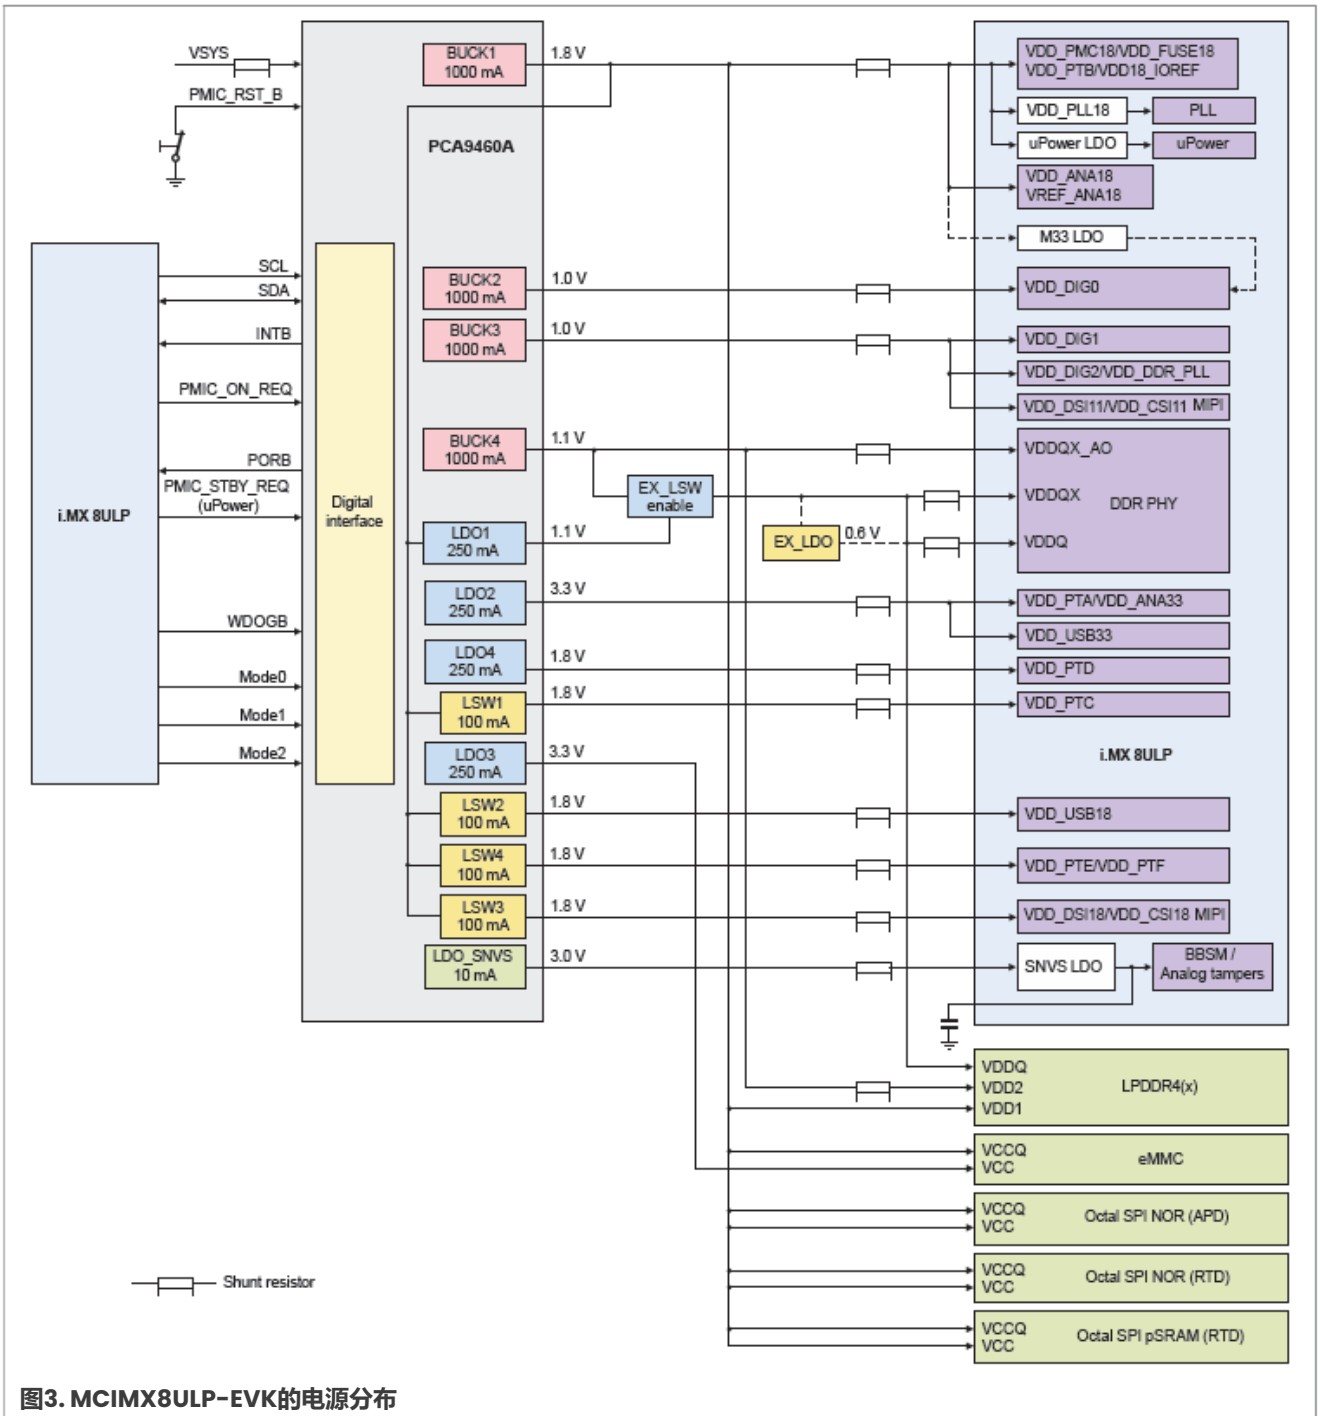 VSYS
PMIC_RST_B
i.MX 8ULP
SCL
SDA
INTB
PMIC_ON_REQ
PORB
PMIC_STBY_REQ
(uPower)
WDOGB
Mode0
Mode1
Mode2
Digital
interface
PCA9460A
BUCK1
1000 mA
1.8 V
BUCK2
1000 mA
1.0 V
BUCK3
1000 mA
1.0 V
BUCK4
1000 mA
1.1 V
LDO1
250 mA
1.1 V
LDO2
250 mA
3.3 V
LDO4
250 mA
1.8 V
LSW1
100 mA
1.8 V
LDO3
250 mA
3.3 V
LSW2
100 mA
1.8 V
LSW4
100 mA
1.8 V
LSW3
100 mA
1.8 V
LDO_SNVS
10 mA
3.0 V
EX_LSW
enable
EX_LDO
0.6 V
VDD_PMC18/VDD_FUSE18
VDD_PTB/VDD18_IOREF
VDD_PLL18
PLL
uPower LDO
uPower
VDD_ANA18
VREF_ANA18
M33 LDO
VDD_DIG0
VDD_DIG1
VDD_DIG2/VDD_DDR_PLL
VDD_DSI11/VDD_CSI11 MIPI
VDDQX_AO
VDDQX
DDR PHY
VDDQ
VDD_PTA/VDD_ANA33
VDD_USB33
VDD_PTD
VDD_PTC
i.MX 8ULP
VDD_USB18
VDD_PTE/VDD_PTF
VDD_DSI18/VDD_CSI18 MIPI
SNVS LDO
BBSM /
Analog tampers
VDDQ
VDD2
VDD1
LPDDR4(x)
VCCQ
VCC
eMMC
VCCQ
VCC
Octal SPI NOR (APD)
VCCQ
VCC
Octal SPI NOR (RTD)
VCCQ
VCC
Octal SPI pSRAM (RTD)
Shunt resistor
图3. MCIMX8ULP-EVK的电源分布